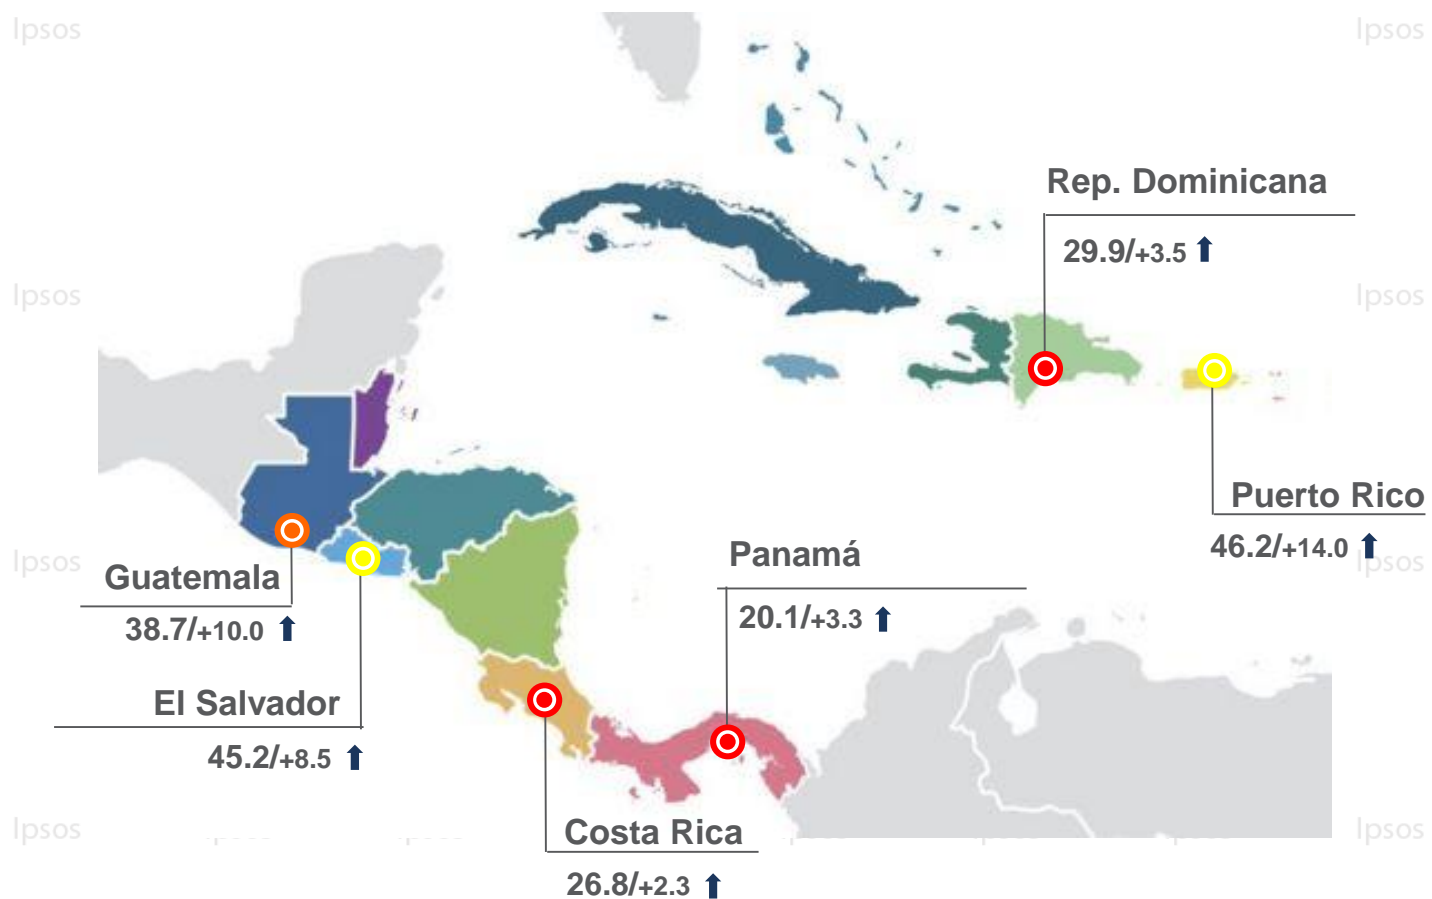 Ipsos
Ipsos
Rep. Dominicana
29.9/+3.5
Ipsos
Ipsos
Puerto Rico
46.2/+14.0
Ipsos
Ipsos
Panamá
20.1/+3.3
Guatemala
38.7/+10.0
El Salvador
45.2/+8.5
Ipsos
Ipsos
Costa Rica
26.8/+2.3